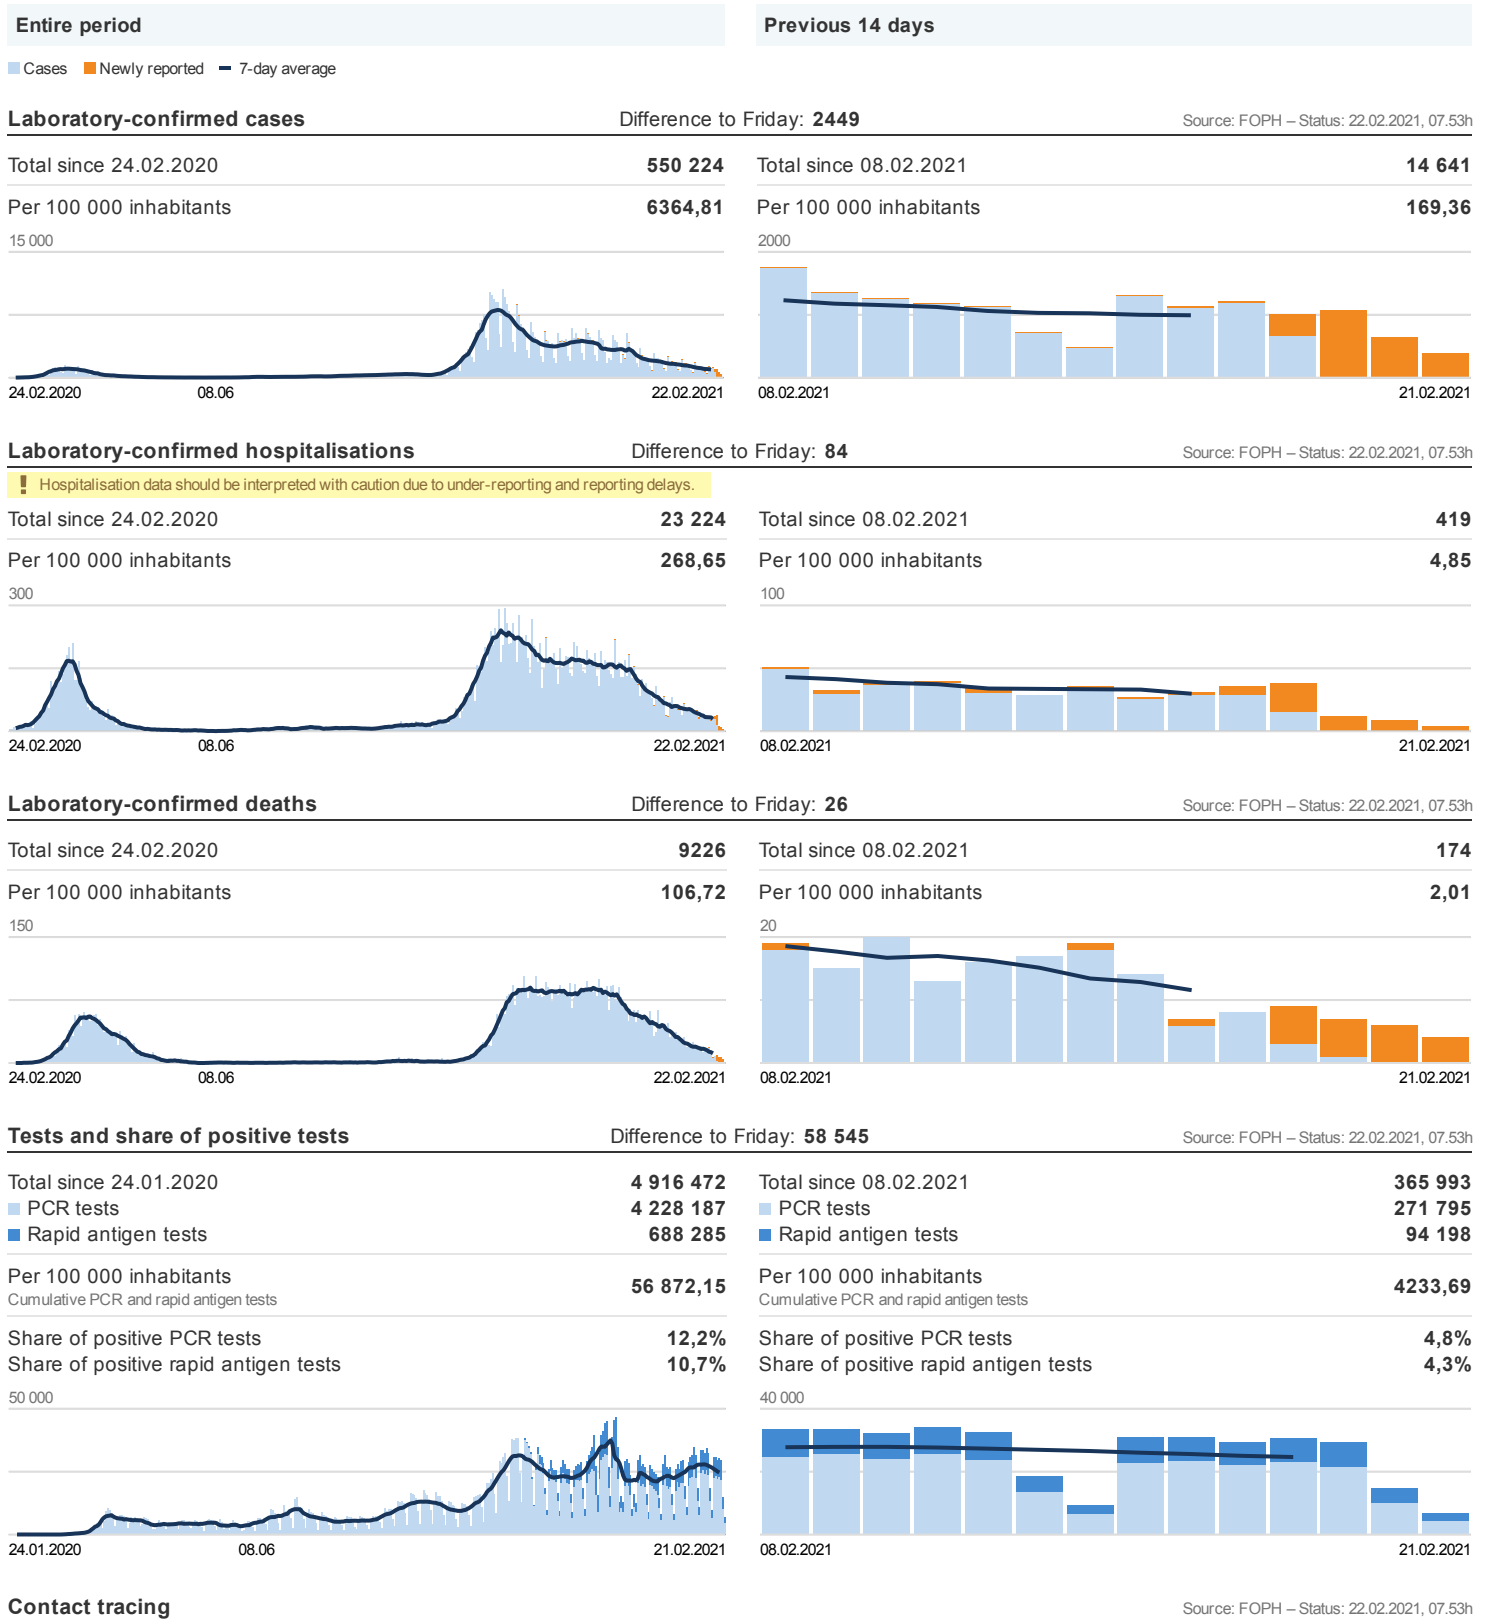 Entire period
Previous 14 days
Cases Newly reported 7-day average
Laboratory-confirmed cases Difference to Friday: 2449 Source: FOPH – Status: 22.02.2021, 07.53h
Total since 24.02.2020 550 224 Total since 08.02.2021 14 641
Per 100 000 inhabitants 6364,81 Per 100 000 inhabitants 169,36
15 000 2000
24.02.2020 08.06 22.02.2021 08.02.2021 21.02.2021
Laboratory-confirmed hospitalisations Difference to Friday: 84 Source: FOPH – Status: 22.02.2021, 07.53h
! Hospitalisation data should be interpreted with caution due to under-reporting and reporting delays.
Total since 24.02.2020 23 224 Total since 08.02.2021 419
Per 100 000 inhabitants 268,65 Per 100 000 inhabitants 4,85
300 100
24.02.2020 08.06 22.02.2021 08.02.2021 21.02.2021
Laboratory-confirmed deaths Difference to Friday: 26 Source: FOPH – Status: 22.02.2021, 07.53h
Total since 24.02.2020 9226 Total since 08.02.2021 174
Per 100 000 inhabitants 106,72 Per 100 000 inhabitants 2,01
150 20
24.02.2020 08.06 22.02.2021 08.02.2021 21.02.2021
Tests and share of positive tests Difference to Friday: 58 545 Source: FOPH – Status: 22.02.2021, 07.53h
Total since 24.01.2020 4 916 472 Total since 08.02.2021 365 993
PCR tests 4 228 187 PCR tests 271 795
Rapid antigen tests 688 285 Rapid antigen tests 94 198
Per 100 000 inhabitants 56 872,15 Per 100 000 inhabitants 4233,69
Cumulative PCR and rapid antigen tests Cumulative PCR and rapid antigen tests
Share of positive PCR tests 12,2% Share of positive PCR tests 4,8%
Share of positive rapid antigen tests 10,7% Share of positive rapid antigen tests 4,3%
50 000 40 000
24.01.2020 08.06 21.02.2021 08.02.2021 21.02.2021
Contact tracing Source: FOPH – Status: 22.02.2021, 07.53h